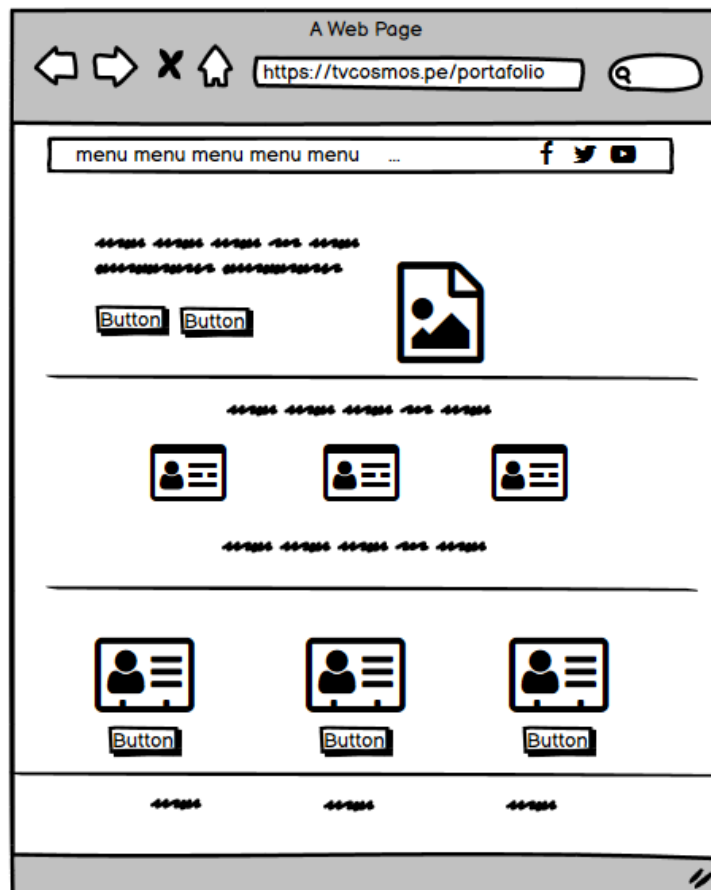 A Web Page
https://tvcosmos.pe/portafolio
menu menu menu menu menu ...
Button Button
Button Button Button